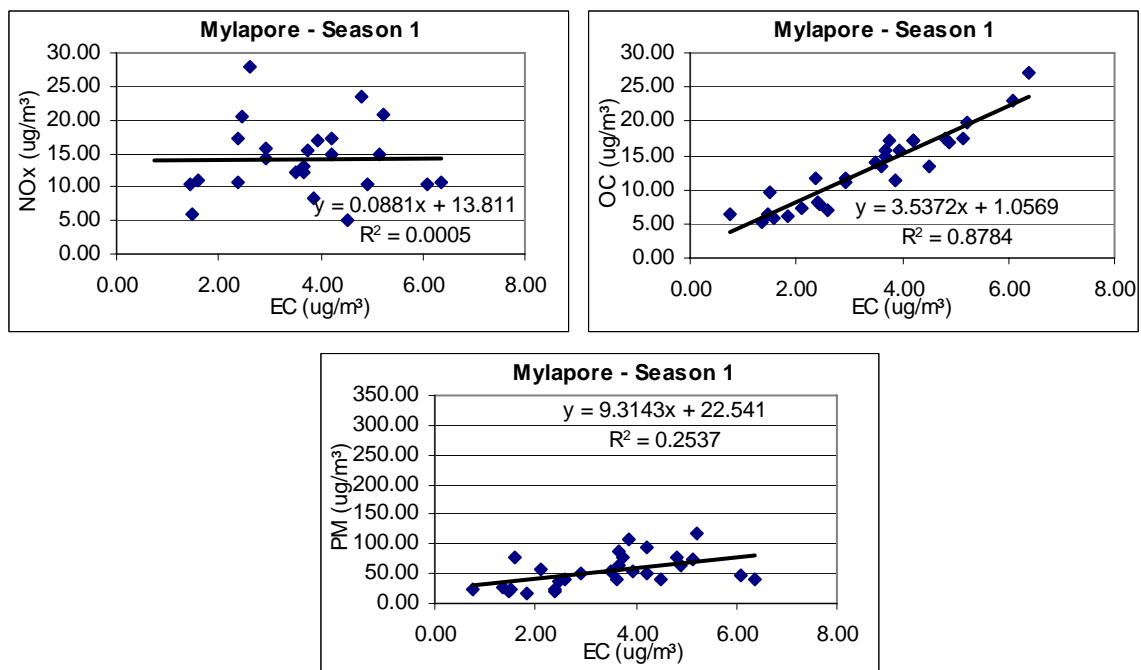 Mylapore - Season 1
30.00
25.00
20.00
15.00
10.00
5.00
0.00
NOx (ug/m³)
y = 0.0881x + 13.811
R² = 0.0005
0.00 2.00 4.00 6.00 8.00
EC (ug/m³)
Mylapore - Season 1
30.00
25.00
20.00
15.00
10.00
5.00
0.00
OC (ug/m³)
y = 3.5372x + 1.0569
R² = 0.8784
0.00 2.00 4.00 6.00 8.00
EC (ug/m³)
Mylapore - Season 1
350.00
300.00
250.00
200.00
150.00
100.00
50.00
0.00
PM (ug/m³)
y = 9.3143x + 22.541
R² = 0.2537
0.00 2.00 4.00 6.00 8.00
EC (ug/m³)